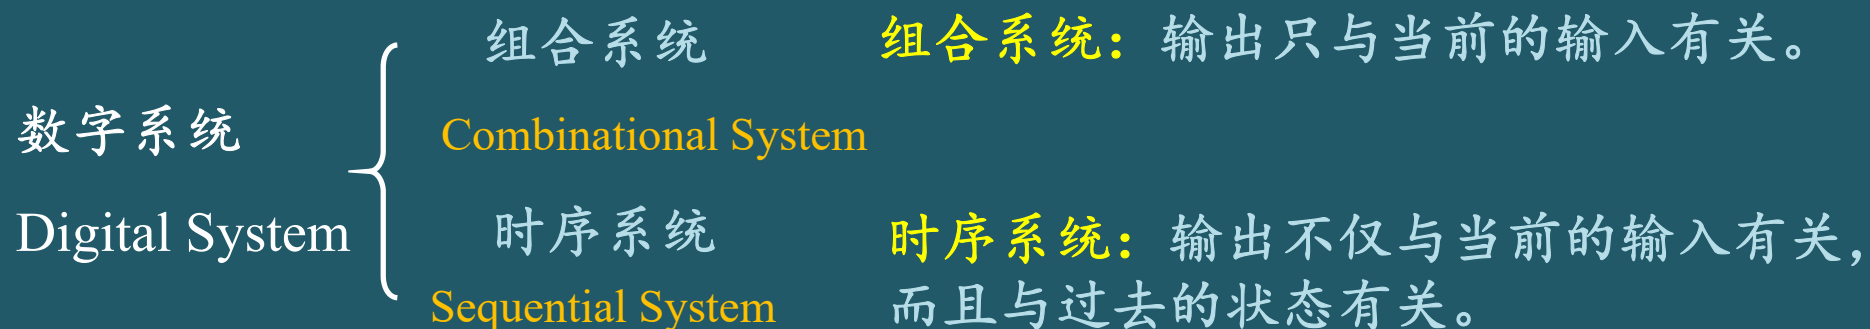 数字系统
Digital System
组合系统
Combinational System
组合系统：输出只与当前的输入有关。
时序系统
Sequential System
时序系统：输出不仅与当前的输入有关，
而且与过去的状态有关。